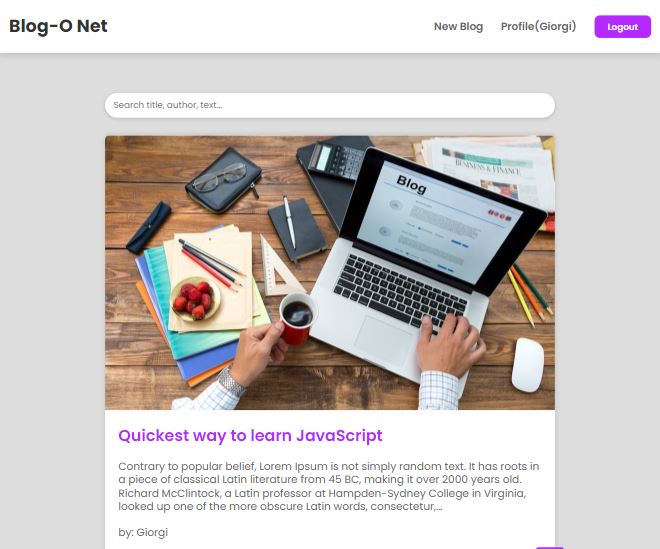 Blog-O Net
New Blog
Profile(Giorgi)
Logout
Search title, author, text...
BUSINESS & FINANCE
Blog
Quickest way to learn JavaScript
Contrary to popular belief, Lorem Ipsum is not simply random text. It has roots in
a piece of classical Latin literature from 45 BC, making it over 2000 years old.
Richard McClintock, a Latin professor at Hampden-Sydney College in Virginia,
looked up one of the more obscure Latin words, consectetur,...
by: Giorgi